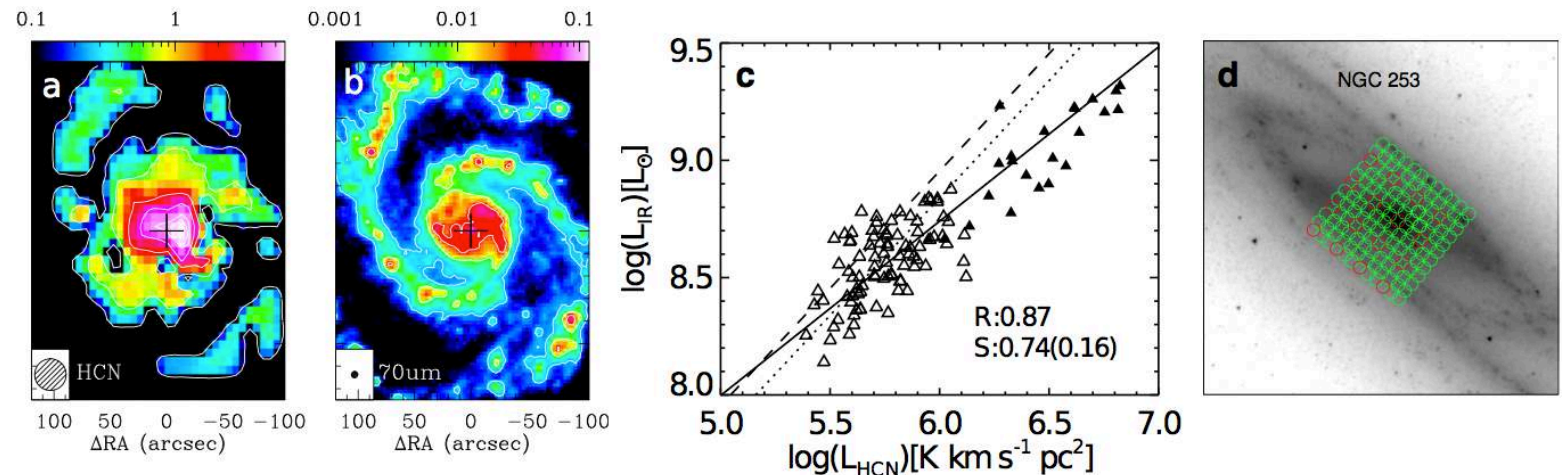 0.1 1
a
HCN
100 50 0 −50 −100
ΔRA (arcsec)
0.001 0.01 0.1
b
70um
100 50 0 −50 −100
ΔRA (arcsec)
c
9.5
9.0
8.5
8.0
log(L_IR)[L_⊙]
R:0.87
S:0.74(0.16)
5.0 5.5 6.0 6.5 7.0
log(L_HCN)[K km s⁻¹ pc²]
d
NGC 253